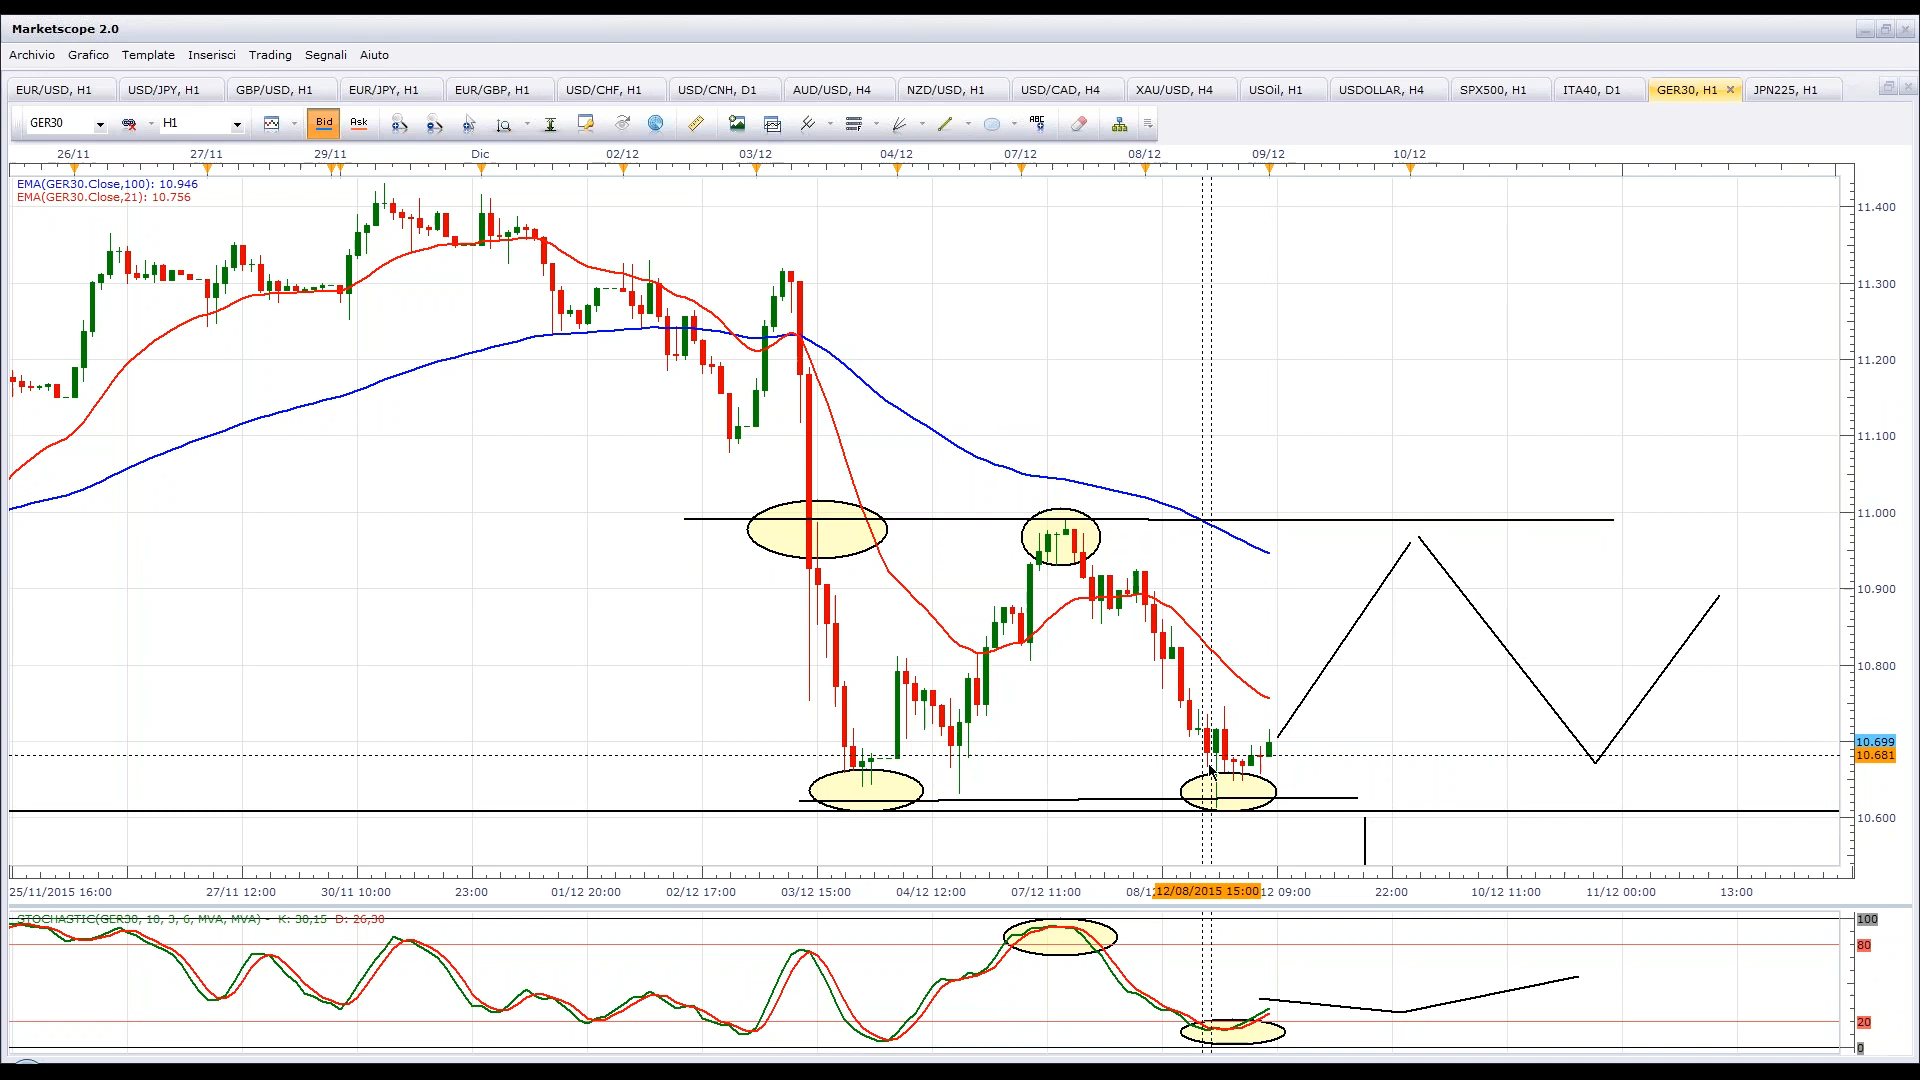 Marketscope 2.0
Archivio Grafico Template Inserisci Trading Segnali Aiuto
EUR/USD, H1 USD/JPY, H1 GBP/USD, H1 EUR/JPY, H1 EUR/GBP, H1 USD/CHF, H1 USD/CNH, D1 AUD/USD, H4 NZD/USD, H1 USD/CAD, H4 XAU/USD, H4 USOil, H1 USDOLLAR, H4 SPX500, H1 ITA40, D1 GER30, H1 JPN225, H1
GER30 H1 Bid Ask ABC
26/11 27/11 29/11 Dic 02/12 03/12 04/12 07/12 08/12 09/12 10/12
EMA(GER30.Close,100): 10.946
EMA(GER30.Close,21): 10.756
11.400
11.300
11.200
11.100
11.000
10.900
10.800
10.699
10.681
10.600
25/11/2015 16:00 27/11 12:00 30/11 10:00 23:00 01/12 20:00 02/12 17:00 03/12 15:00 04/12 12:00 07/12 11:00 08/1 12/08/2015 15:00 12 09:00 22:00 10/12 11:00 11/12 00:00 13:00
STOCHASTIC(GER30, 10, 3, 6, MVA, MVA) - K: 30,15 D: 26,30
100
80
20
0